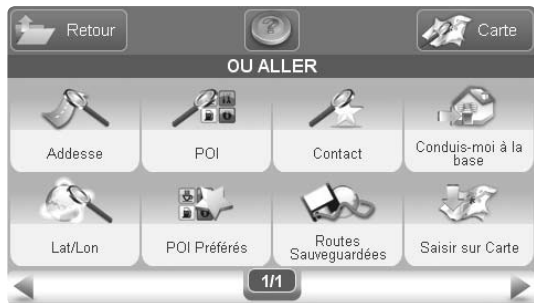 Retour
?
Carte
OU ALLER
Addesse
POI
Contact
Conduis-moi à la
base
Lat/Lon
POI Préférés
Routes
Sauveguardées
Saisir sur Carte
1/1